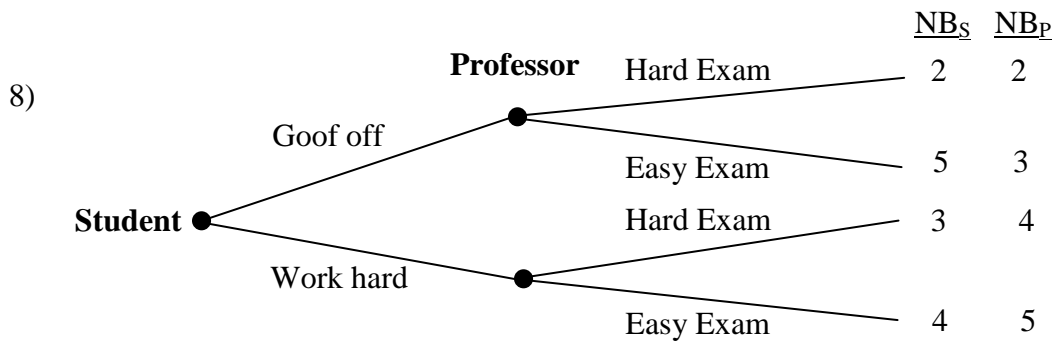 NBS NBP
Professor Hard Exam 2 2
8)
Goof off
Easy Exam 5 3
Student Hard Exam 3 4
Work hard
Easy Exam 4 5